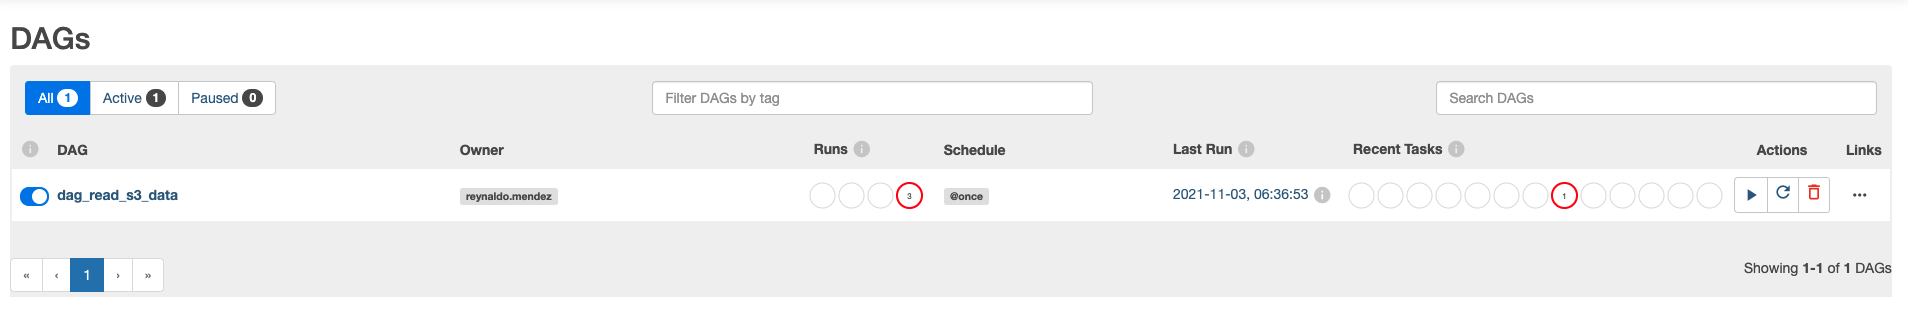 DAGs
All 1 Active 1 Paused 0 Filter DAGs by tag Search DAGs
i DAG Owner Runs i Schedule Last Run i Recent Tasks i Actions Links
dag_read_s3_data reynaldo.mendez 3 @once 2021-11-03, 06:36:53 i 1 ...
« ‹ 1 › » Showing 1-1 of 1 DAGs